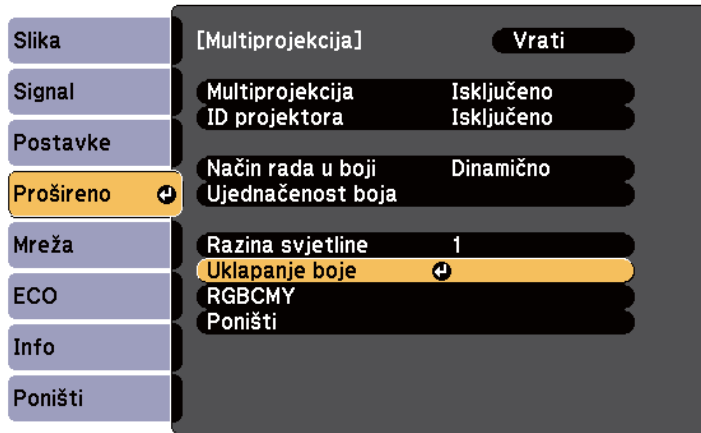 Slika
Signal
Postavke
Prošireno
Mreža
ECO
Info
Poništi
[Multiprojekcija] Vrati
Multiprojekcija Isključeno
ID projektora Isključeno
Način rada u boji Dinamično
Ujednačenost boja
Razina svjetline 1
Uklapanje boje
RGBCMY
Poništi